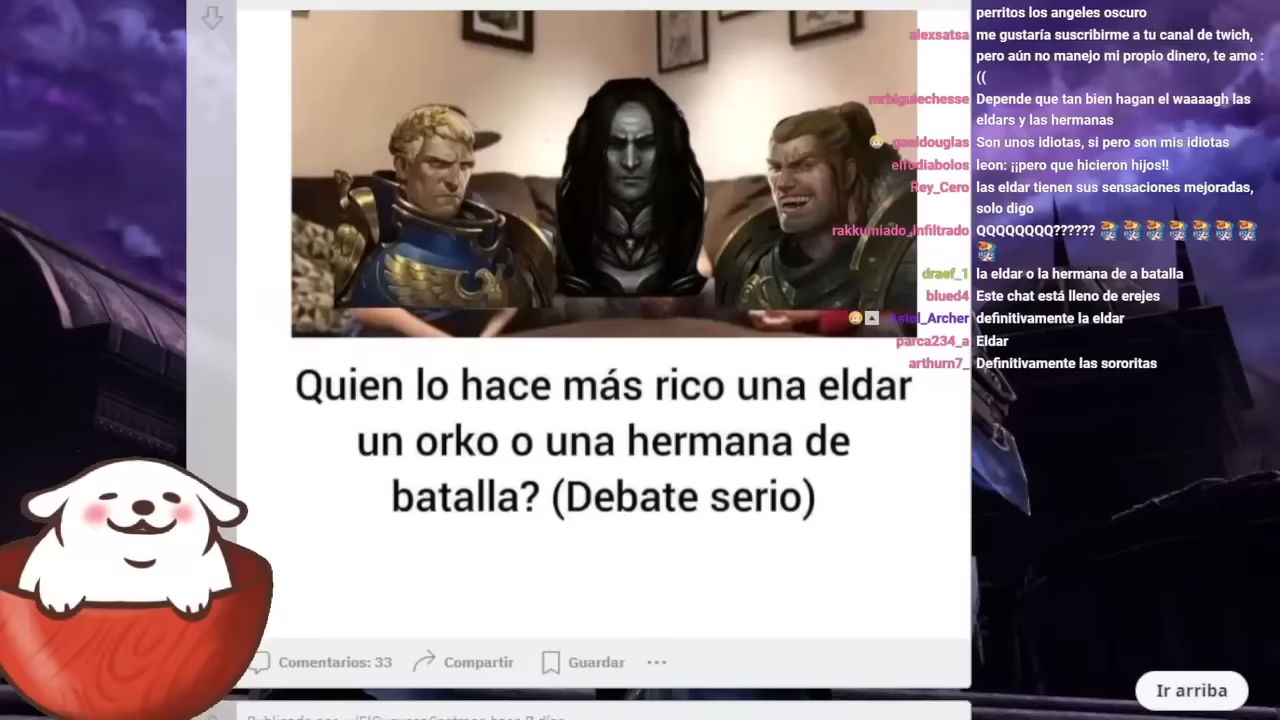 perritos los angeles oscuro
alexsatsa me gustaría suscribirme a tu canal de twich,
pero aún no manejo mi propio dinero, te amo :
((
mrbiguiechesse Depende que tan bien hagan el waaaagh las
eldars y las hermanas
gaeldouglas Son unos idiotas, si pero son mis idiotas
elfodiabolos leon: ¡¡pero que hicieron hijos!!
Rey_Cero las eldar tienen sus sensaciones mejoradas,
solo digo
rakkumiado_infiltrado QQQQQQQQ??????
draef_1 la eldar o la hermana de a batalla
blued4 Este chat está lleno de erejes
Astol_Archer definitivamente la eldar
parca234_a Eldar
arthurn7_ Definitivamente las sororitas
Quien lo hace más rico una eldar
un orko o una hermana de
batalla? (Debate serio)
Comentarios: 33 Compartir Guardar
Ir arriba